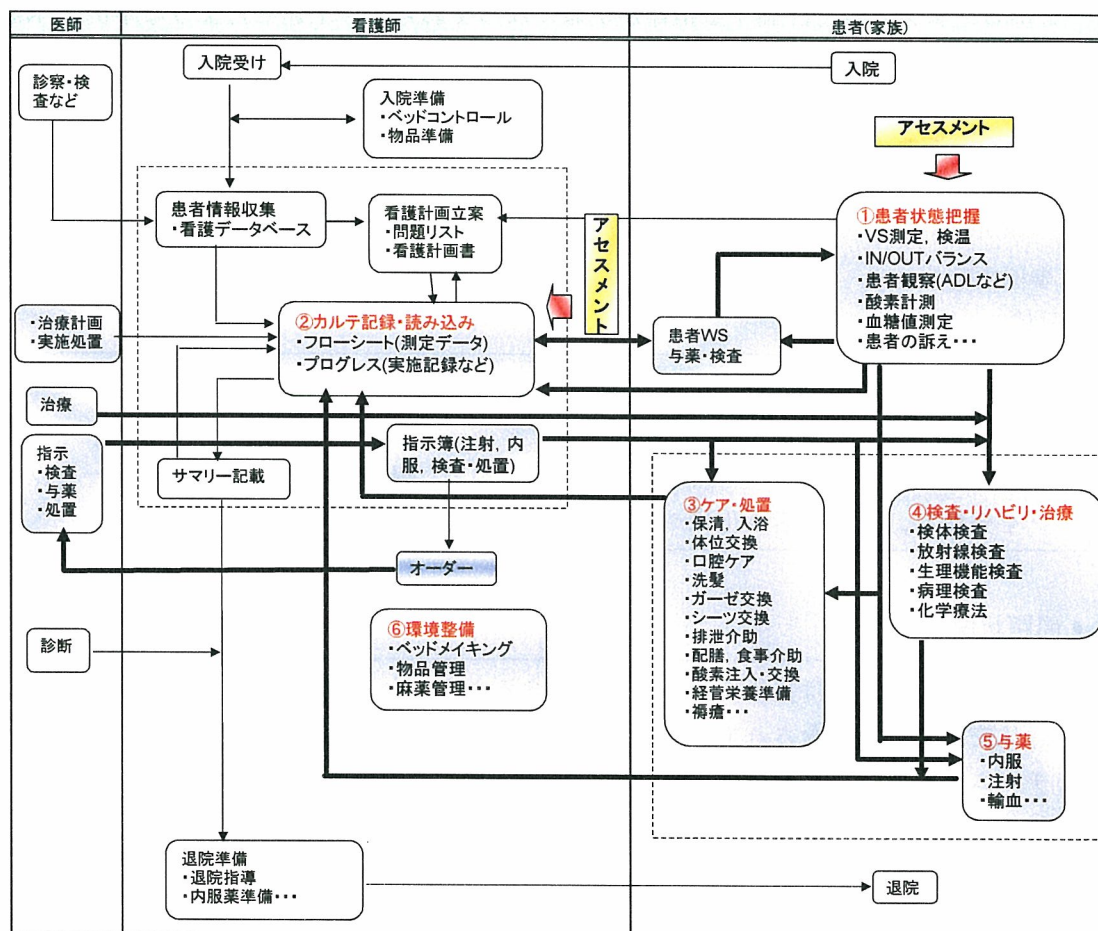 医師
看護師
患者(家族)
入院受け
入院
診察・検
査など
入院準備
・ベッドコントロール
・物品準備
アセスメント
患者情報収集
・看護データベース
看護計画立案
・問題リスト
・看護計画書
アセスメント
①患者状態把握
・VS測定, 検温
・IN/OUTバランス
・患者観察(ADLなど)
・酸素計測
・血糖値測定
・患者の訴え・・・
・治療計画
・実施処置
②カルテ記録・読み込み
・フローシート(測定データ)
・プログレス(実施記録など)
患者WS
与薬・検査
治療
指示
・検査
・与薬
・処置
サマリー記載
指示簿(注射, 内
服, 検査・処置)
オーダー
③ケア・処置
・保清, 入浴
・体位交換
・口腔ケア
・洗髪
・ガーゼ交換
・シーツ交換
・排泄介助
・配膳, 食事介助
・酸素注入・交換
・経管栄養準備
・褥瘡・・・
④検査・リハビリ・治療
・検体検査
・放射線検査
・生理機能検査
・病理検査
・化学療法
診断
⑥環境整備
・ベッドメイキング
・物品管理
・麻薬管理・・・
⑤与薬
・内服
・注射
・輸血・・・
退院準備
・退院指導
・内服薬準備・・・
退院